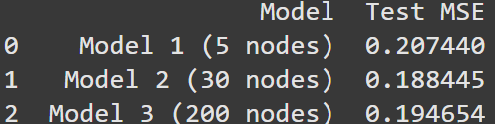 Model Test MSE
0 Model 1 (5 nodes) 0.207440
1 Model 2 (30 nodes) 0.188445
2 Model 3 (200 nodes) 0.194654